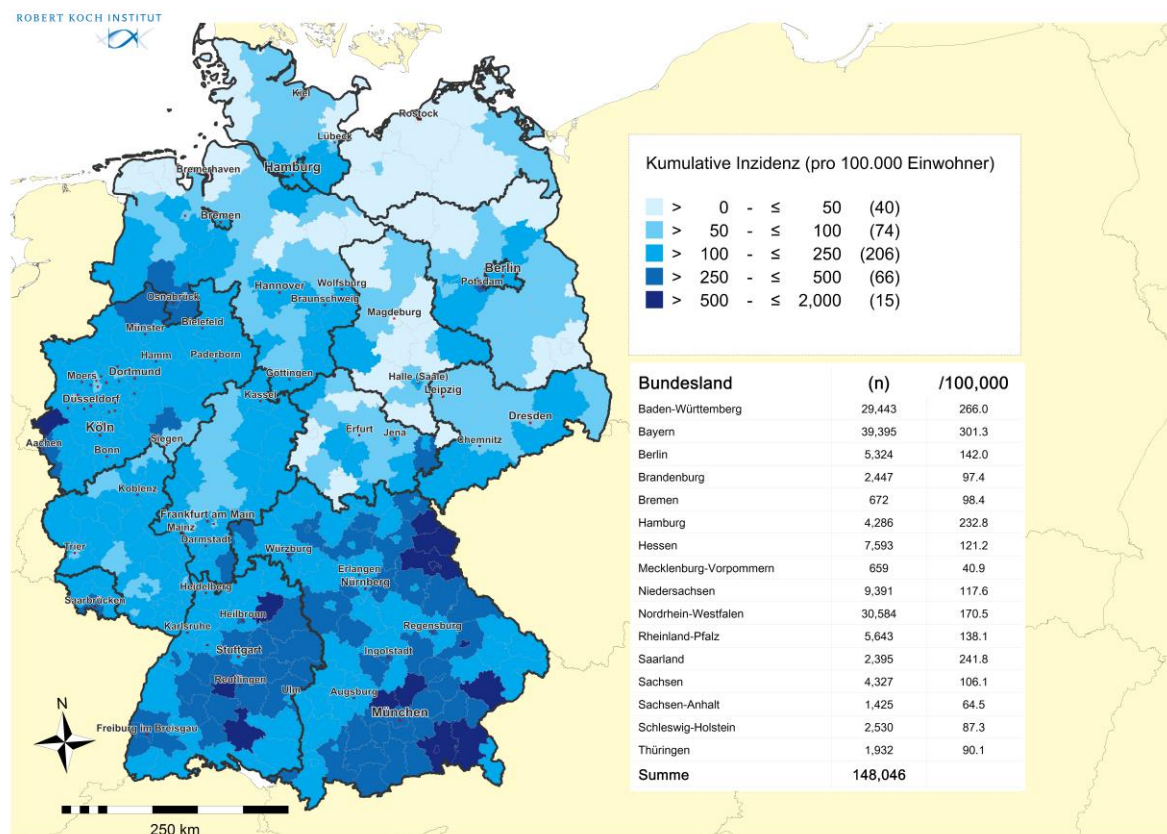 ROBERT KOCH INSTITUT
Kiel
Rostock
Lübeck
Bremerhaven
Hamburg
Bremen
Berlin
Potsdam
Hannover
Wolfsburg
Braunschweig
Osnabrück
Magdeburg
Münster
Bielefeld
Hamm
Paderborn
Moers
Dortmund
Göttingen
Halle (Saale)
Leipzig
Kassel
Düsseldorf
Dresden
Köln
Erfurt
Jena
Chemnitz
Aachen
Siegen
Bonn
Koblenz
Frankfurt am Main
Mainz
Darmstadt
Würzburg
Trier
Erlangen
Nürnberg
Heidelberg
Saarbrücken
Heilbronn
Karlsruhe
Regensburg
Stuttgart
Ingolstadt
Reutlingen
Ulm
Augsburg
München
Freiburg im Breisgau
N
250 km
Kumulative Inzidenz (pro 100.000 Einwohner)
> 0 - ≤ 50 (40)
> 50 - ≤ 100 (74)
> 100 - ≤ 250 (206)
> 250 - ≤ 500 (66)
> 500 - ≤ 2,000 (15)
Bundesland (n) /100,000
Baden-Württemberg 29,443 266.0
Bayern 39,395 301.3
Berlin 5,324 142.0
Brandenburg 2,447 97.4
Bremen 672 98.4
Hamburg 4,286 232.8
Hessen 7,593 121.2
Mecklenburg-Vorpommern 659 40.9
Niedersachsen 9,391 117.6
Nordrhein-Westfalen 30,584 170.5
Rheinland-Pfalz 5,643 138.1
Saarland 2,395 241.8
Sachsen 4,327 106.1
Sachsen-Anhalt 1,425 64.5
Schleswig-Holstein 2,530 87.3
Thüringen 1,932 90.1
Summe 148,046